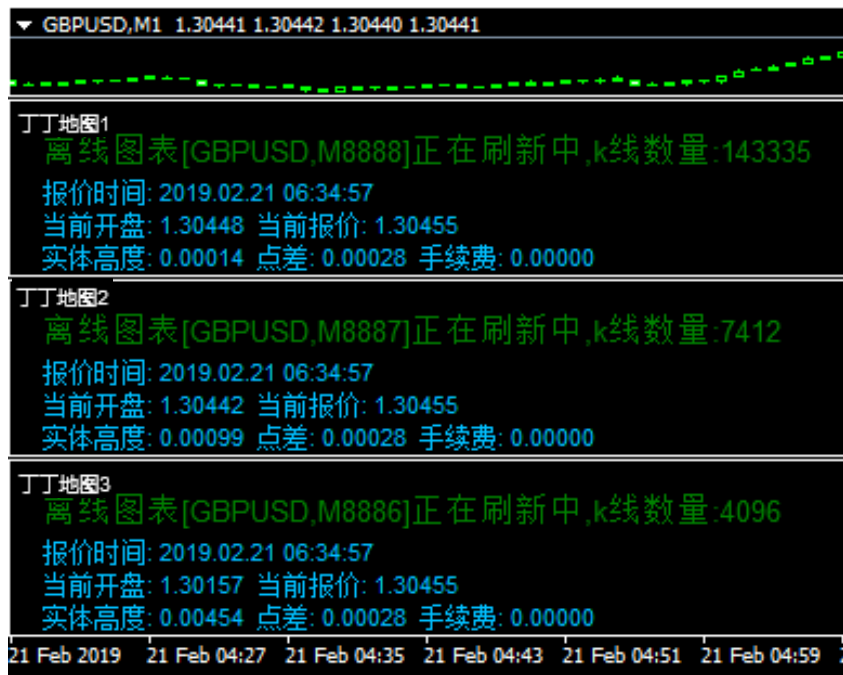 GBPUSD,M1 1.30441 1.30442 1.30440 1.30441
丁丁地图1
离线图表[GBPUSD,M8888]正在刷新中,k线数量:143335
报价时间: 2019.02.21 06:34:57
当前开盘: 1.30448 当前报价: 1.30455
实体高度: 0.00014 点差: 0.00028 手续费: 0.00000
丁丁地图2
离线图表[GBPUSD,M8887]正在刷新中,k线数量:7412
报价时间: 2019.02.21 06:34:57
当前开盘: 1.30442 当前报价: 1.30455
实体高度: 0.00099 点差: 0.00028 手续费: 0.00000
丁丁地图3
离线图表[GBPUSD,M8886]正在刷新中,k线数量:4096
报价时间: 2019.02.21 06:34:57
当前开盘: 1.30157 当前报价: 1.30455
实体高度: 0.00454 点差: 0.00028 手续费: 0.00000
21 Feb 2019 21 Feb 04:27 21 Feb 04:35 21 Feb 04:43 21 Feb 04:51 21 Feb 04:59